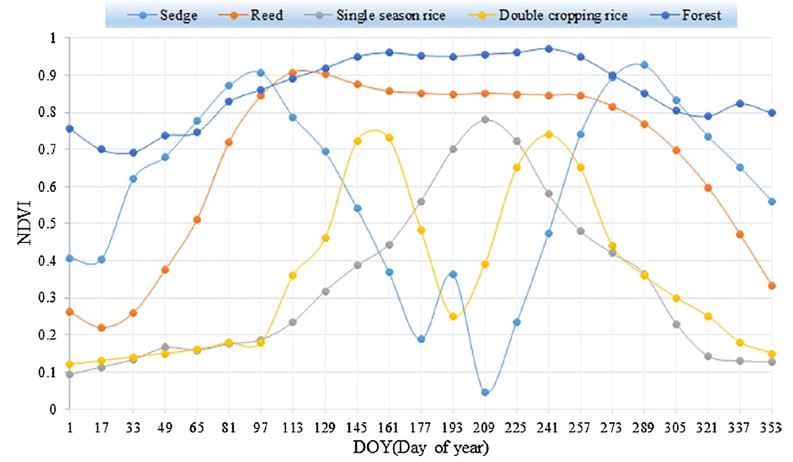 Sedge Reed Single season rice Double cropping rice Forest
1
0.9
0.8
0.7
0.6
0.5
0.4
0.3
0.2
0.1
0
NDVI
1 17 33 49 65 81 97 113 129 145 161 177 193 209 225 241 257 273 289 305 321 337 353
DOY(Day of year)